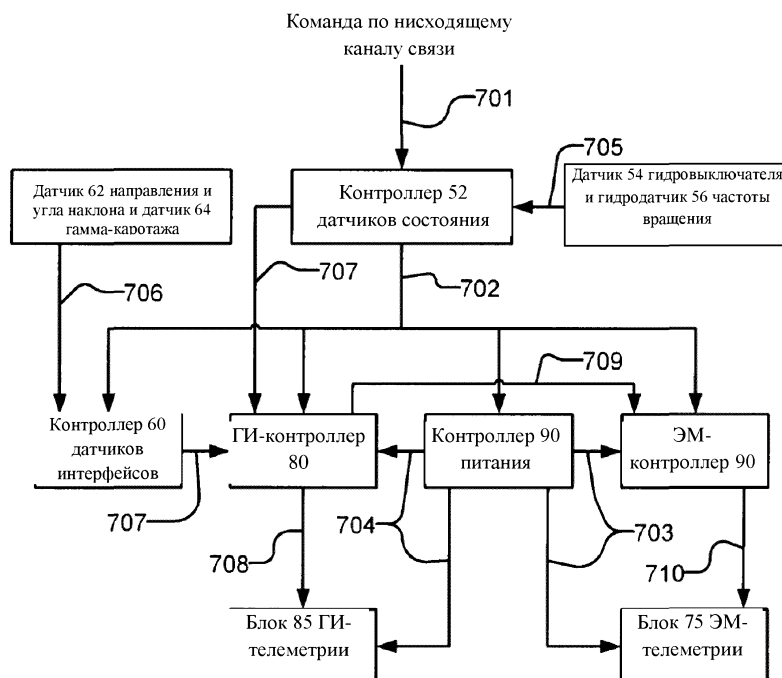 Команда по нисходящему
каналу связи
701
705
Датчик 62 направления и
угла наклона и датчик 64
гамма-каротажа
Контроллер 52
датчиков состояния
Датчик 54 гидровыключателя
и гидродатчик 56 частоты
вращения
706
707
702
709
Контроллер 60
датчиков
интерфейсов
ГИ-контроллер
80
Контроллер 90
питания
ЭМ-
контроллер 90
707
708
704
703
710
Блок 85 ГИ-
телеметрии
Блок 75 ЭМ-
телеметрии